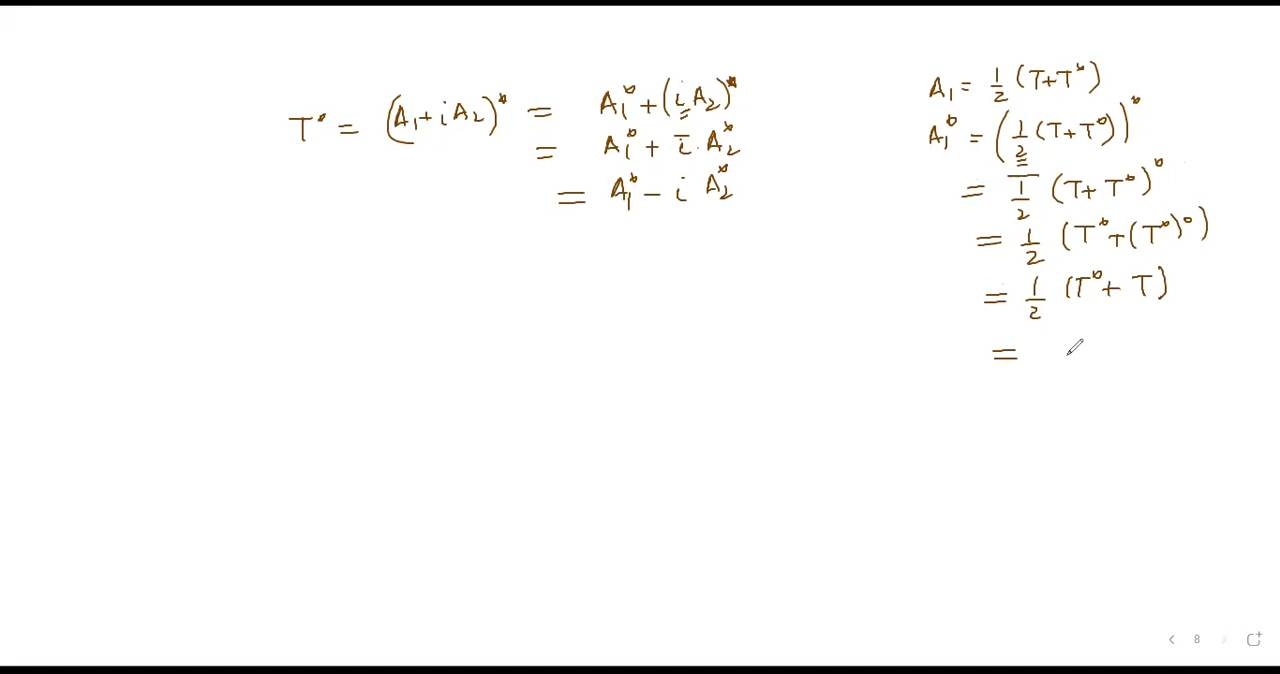 T* = (A₁+iA₂)* = A₁* + (iA₂)*
= A₁* + i̅ . A₂*
= A₁* − i A₂*
A₁ = 1/2 (T+T*)
A₁* = (1/2 (T+T*))*
= \overline{1/2} (T+T*)*
= 1/2 (T* + (T*)*)
= 1/2 (T* + T)
=
8